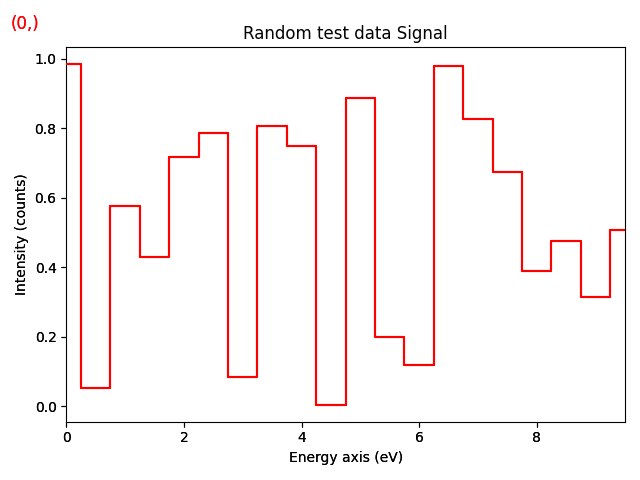 (0,)
Random test data Signal
1.0
0.8
0.6
0.4
0.2
0.0
Intensity (counts)
0 2 4 6 8
Energy axis (eV)